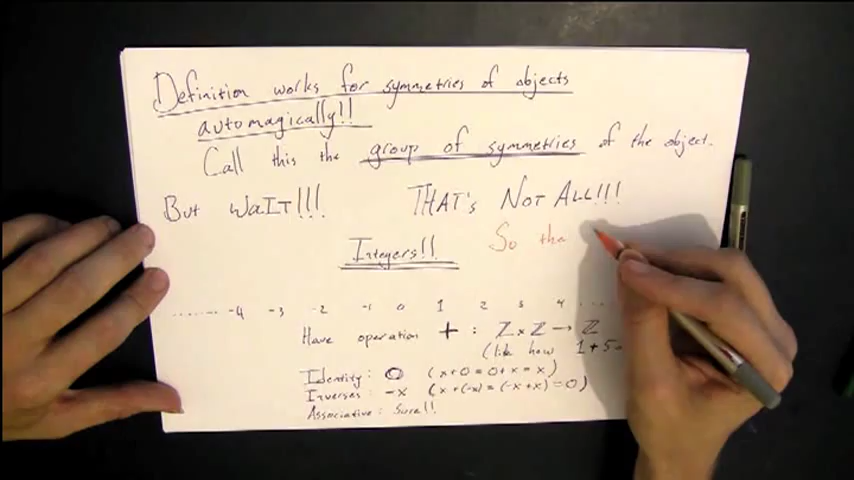 Definition works for symmetries of objects
automagically!!
Call this the group of symmetries of the object.
But WaIT!!! THAT's NOT ALL!!!
Integers!! So the
...... -4 -3 -2 -1 0 1 2 3 4 ...
Have operation + : ℤ × ℤ → ℤ
(like how 1 + 5 =
Identity: 0 (x+0 = 0+x = x)
Inverses: -x (x+(-x) = (-x+x) = 0)
Associative: Sure!!